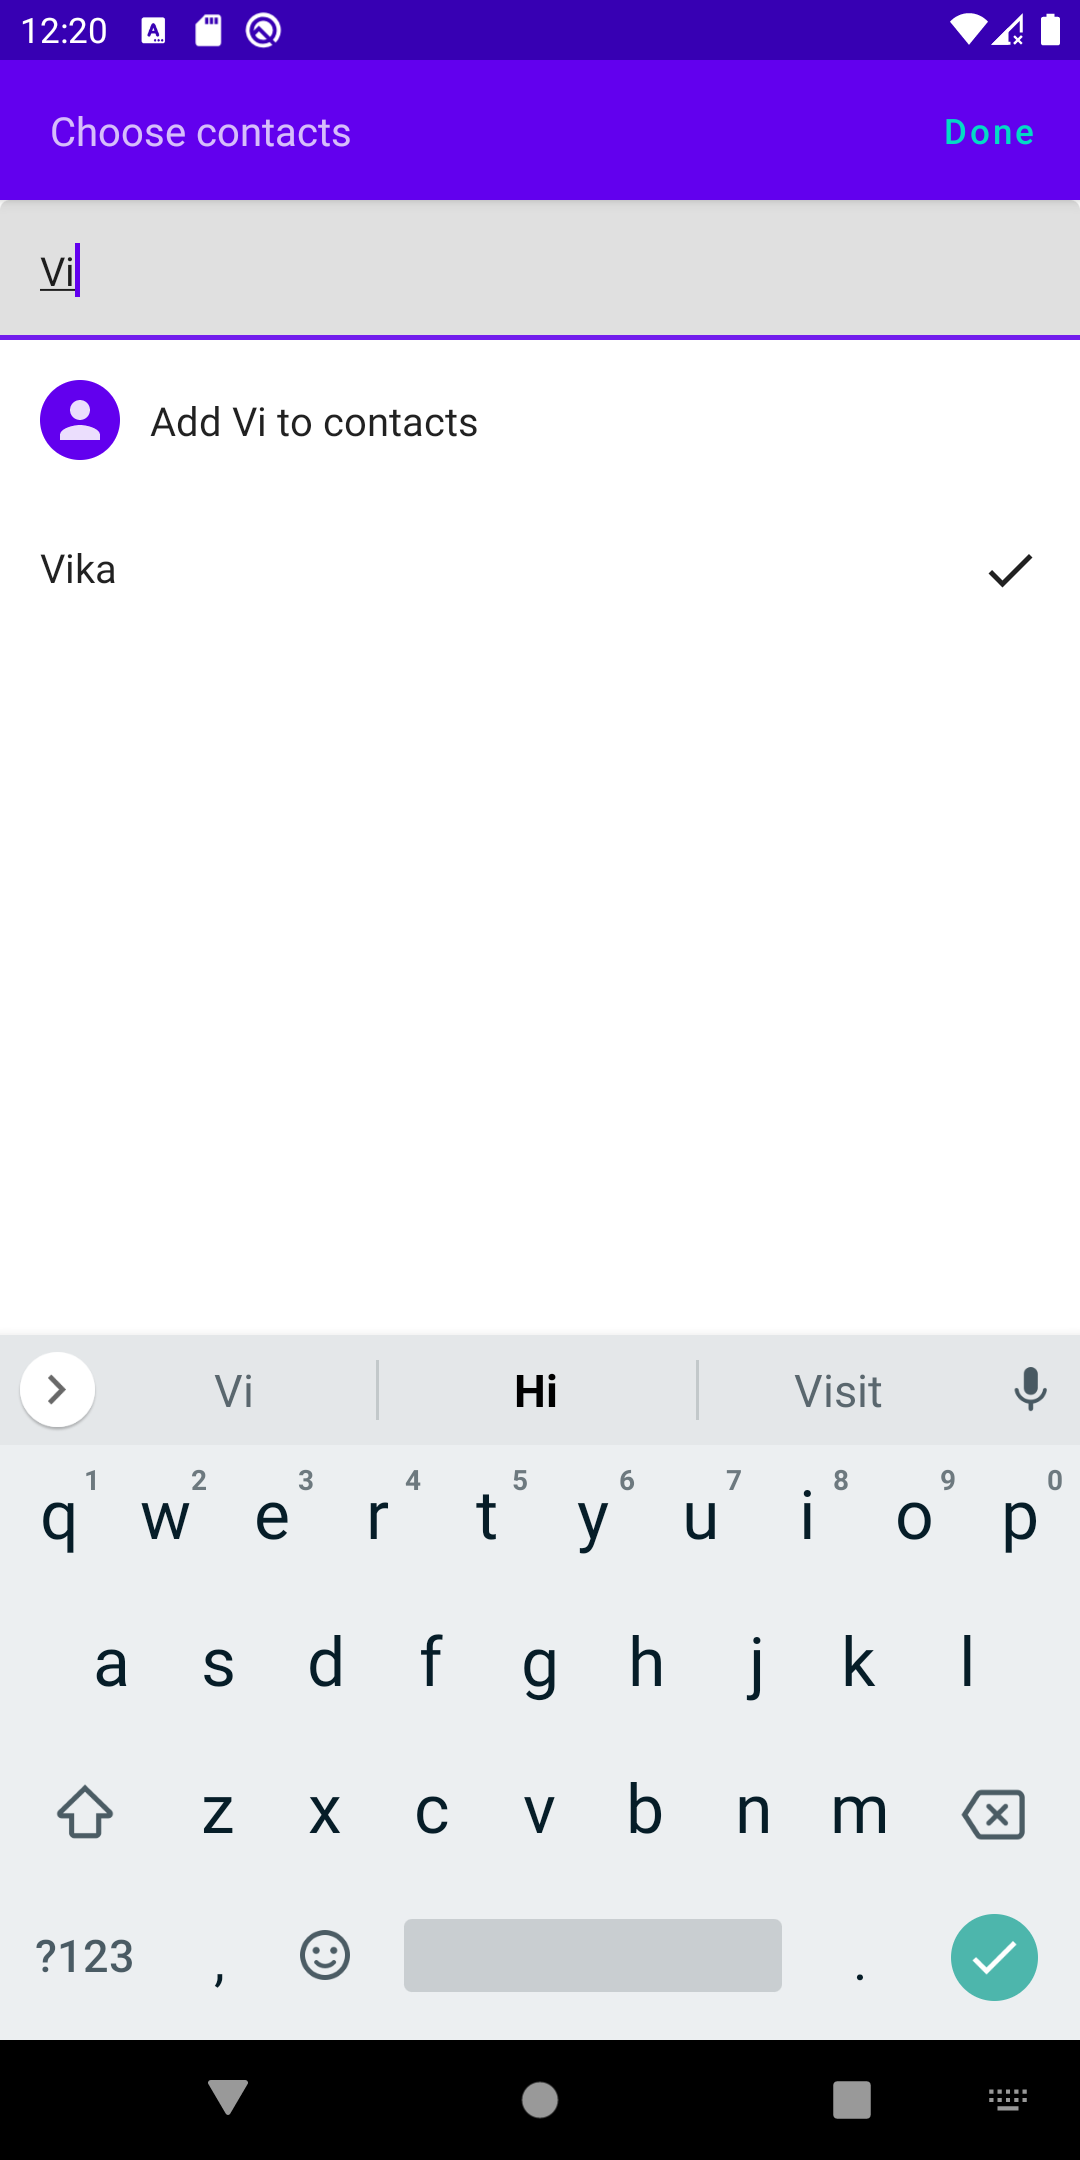 12:20
Choose contacts
Done
Vi
Add Vi to contacts
Vika
Vi
Hi
Visit
1 2 3 4 5 6 7 8 9 0
q w e r t y u i o p
a s d f g h j k l
z x c v b n m
?123 , .